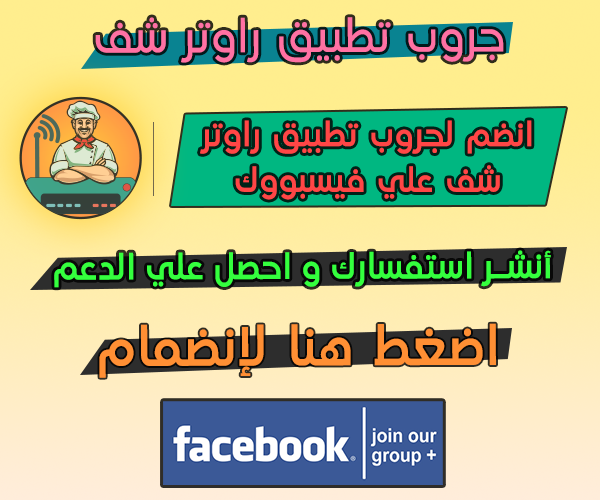 جروب تطبيق راوتر شف
انضم لجروب تطبيق راوتر
شف علي فيسبووك
أنشـر استفسارك و احصل علي الدعم
اضغط هنا لإنضمام
facebook®
join our
group +